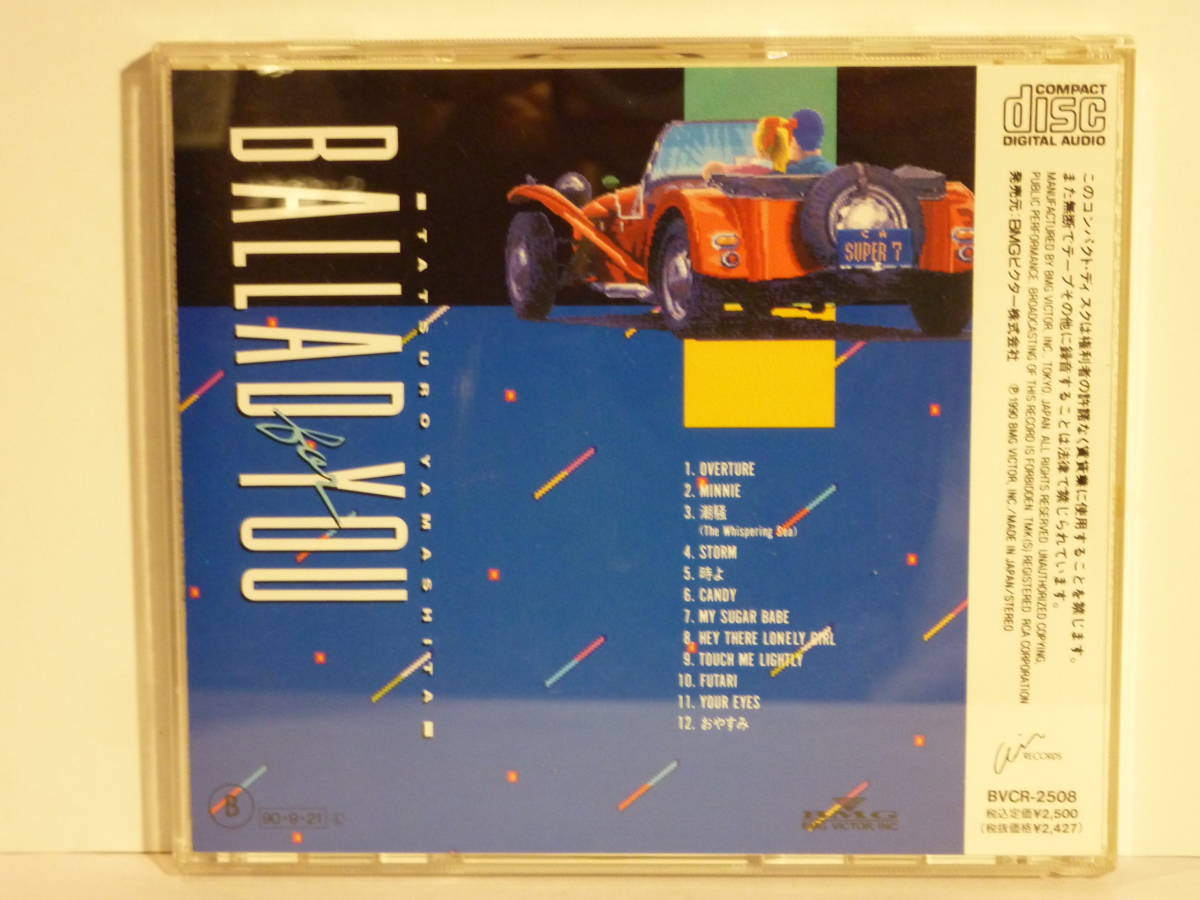 BALLAD for YOU
TATSURO YAMASHITA
C A
SUPER 7
1. OVERTURE
2. MINNIE
3. 潮騒
(The Whispering Sea)
4. STORM
5. 時よ
6. CANDY
7. MY SUGAR BABE
8. HEY THERE LONELY GIRL
9. TOUCH ME LIGHTLY
10. FUTARI
11. YOUR EYES
12. おやすみ
B
90・9・21
BMG
BMG VICTOR, INC
COMPACT
disc
DIGITAL AUDIO
このコンパクト・ディスクは権利者の許諾なく賃貸業に使用することを禁じます。
また無断でテープその他に録音することは法律で禁じられています。
MANUFACTURED BY BMG VICTOR, INC., TOKYO, JAPAN. ALL RIGHTS RESERVED. UNAUTHORIZED COPYING
PUBLIC PERFORMANCE. BROADCASTING OF THIS RECORD IS FORBIDDEN. TMK(S) REGISTERED. RCA CORPORATION
発売元：BMGビクター株式会社 ℗1990 BMG VICTOR, INC./MADE IN JAPAN/STEREO
air
RECORDS
BVCR-2508
税込定価¥2,500
(税抜価格¥2,427)